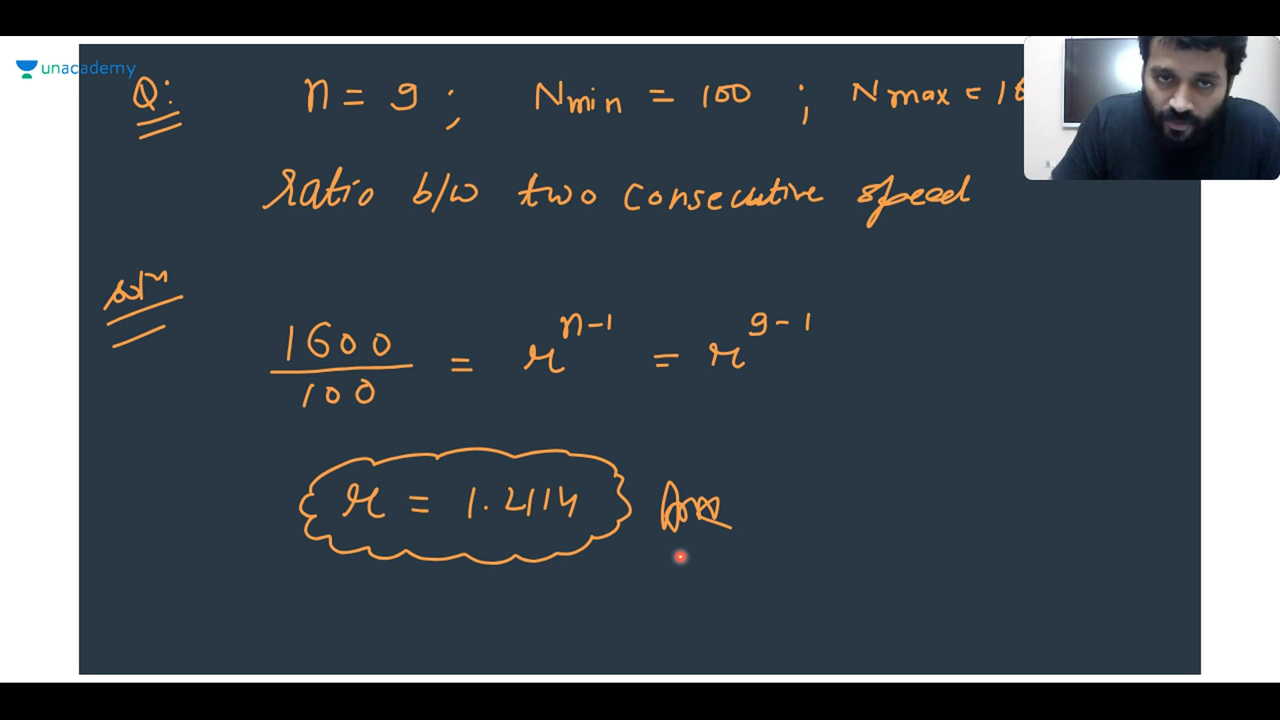 unacademy
Q: n = 9 ; Nmin = 100 ; Nmax = 16
ratio b/w two consecutive speed
solⁿ
1600 / 100 = r^(n-1) = r^(9-1)
r = 1.414 Ans